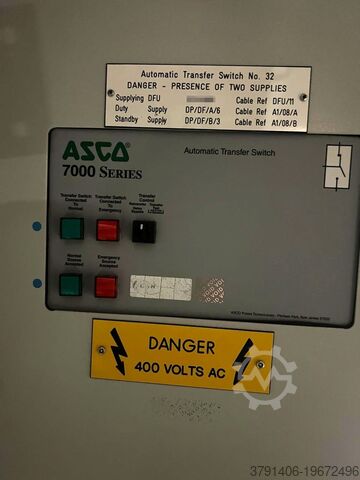 Automatic Transfer Switch No. 32
DANGER - PRESENCE OF TWO SUPPLIES
Supplying DFU Cable Ref DFU/11
Duty Supply DP/DF/A/6 Cable Ref A1/08/A
Standby Supply DP/DF/B/3 Cable Ref A1/08/B
ASCO
7000 SERIES
Automatic Transfer Switch
Transfer Switch Connected To Normal
Transfer Switch Connected To Emergency
Transfer Control
Normal Source Accepted
Emergency Source Accepted
VOID
DANGER
400 VOLTS AC
3791406-19672496